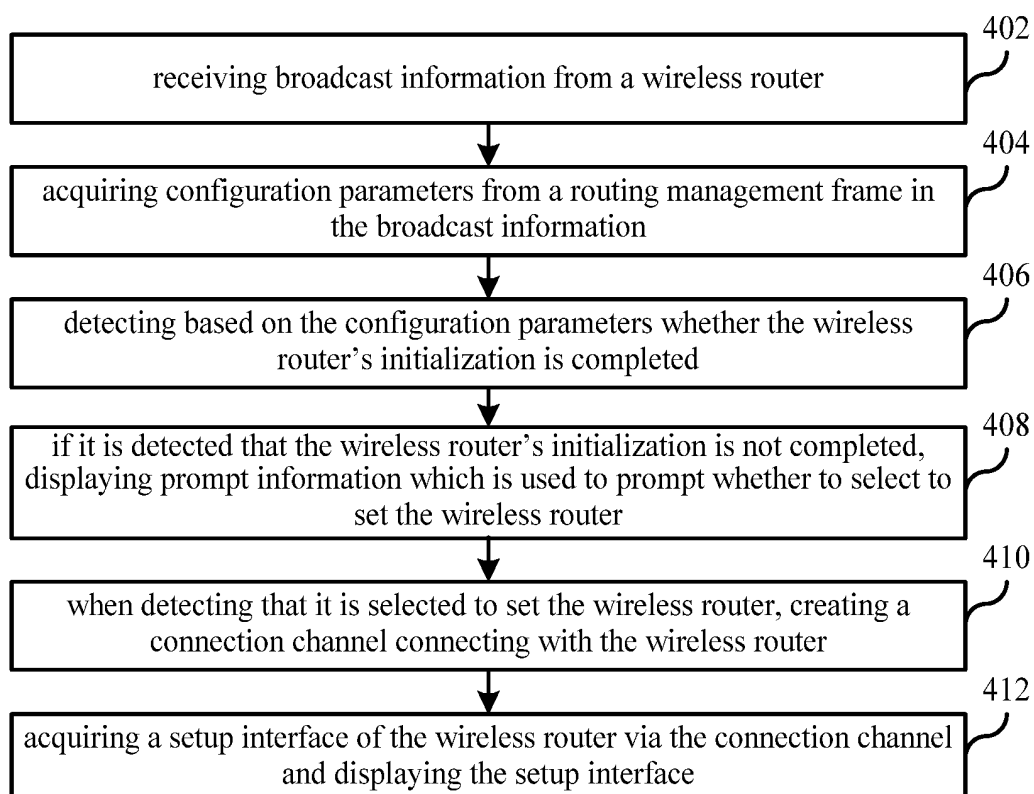 402
receiving broadcast information from a wireless router
404
acquiring configuration parameters from a routing management frame in
the broadcast information
406
detecting based on the configuration parameters whether the wireless
router’s initialization is completed
408
if it is detected that the wireless router’s initialization is not completed,
displaying prompt information which is used to prompt whether to select to
set the wireless router
410
when detecting that it is selected to set the wireless router, creating a
connection channel connecting with the wireless router
412
acquiring a setup interface of the wireless router via the connection channel
and displaying the setup interface